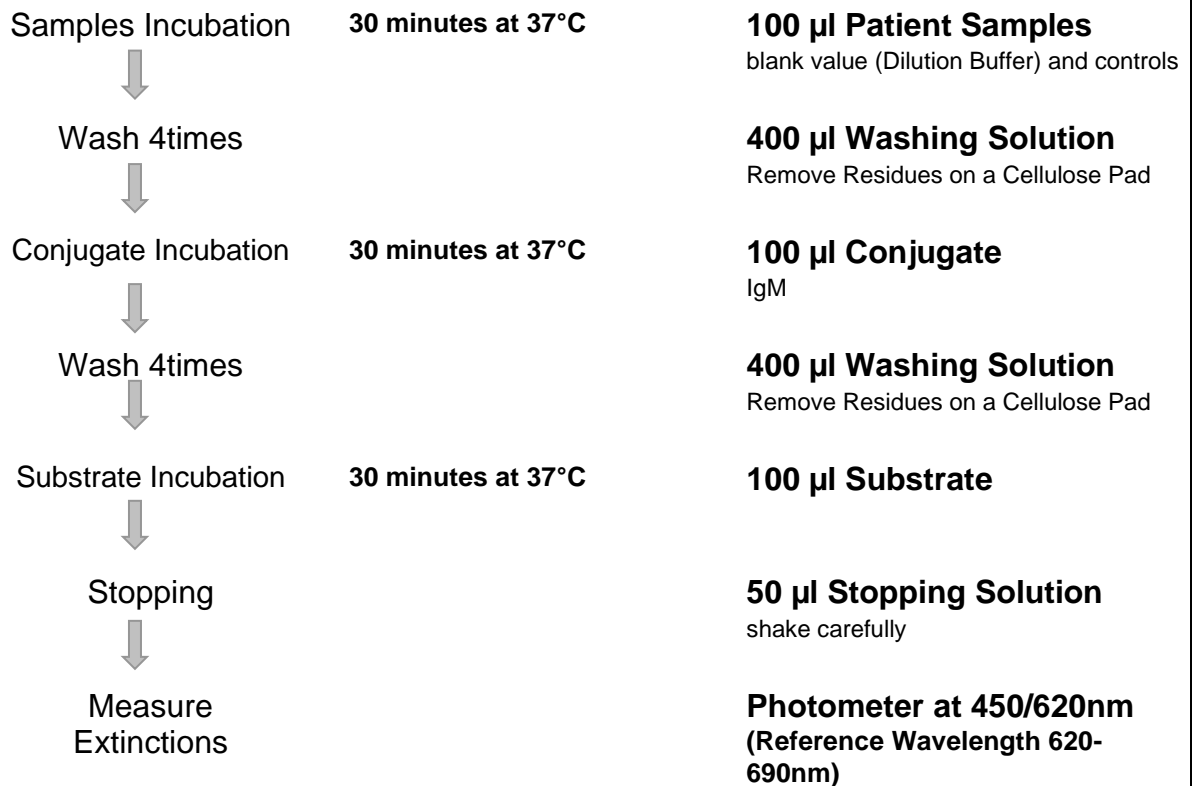 Samples Incubation 30 minutes at 37°C 100 µl Patient Samples
blank value (Dilution Buffer) and controls
Wash 4times 400 µl Washing Solution
Remove Residues on a Cellulose Pad
Conjugate Incubation 30 minutes at 37°C 100 µl Conjugate
IgM
Wash 4times 400 µl Washing Solution
Remove Residues on a Cellulose Pad
Substrate Incubation 30 minutes at 37°C 100 µl Substrate
Stopping 50 µl Stopping Solution
shake carefully
Measure Photometer at 450/620nm
Extinctions (Reference Wavelength 620-
690nm)